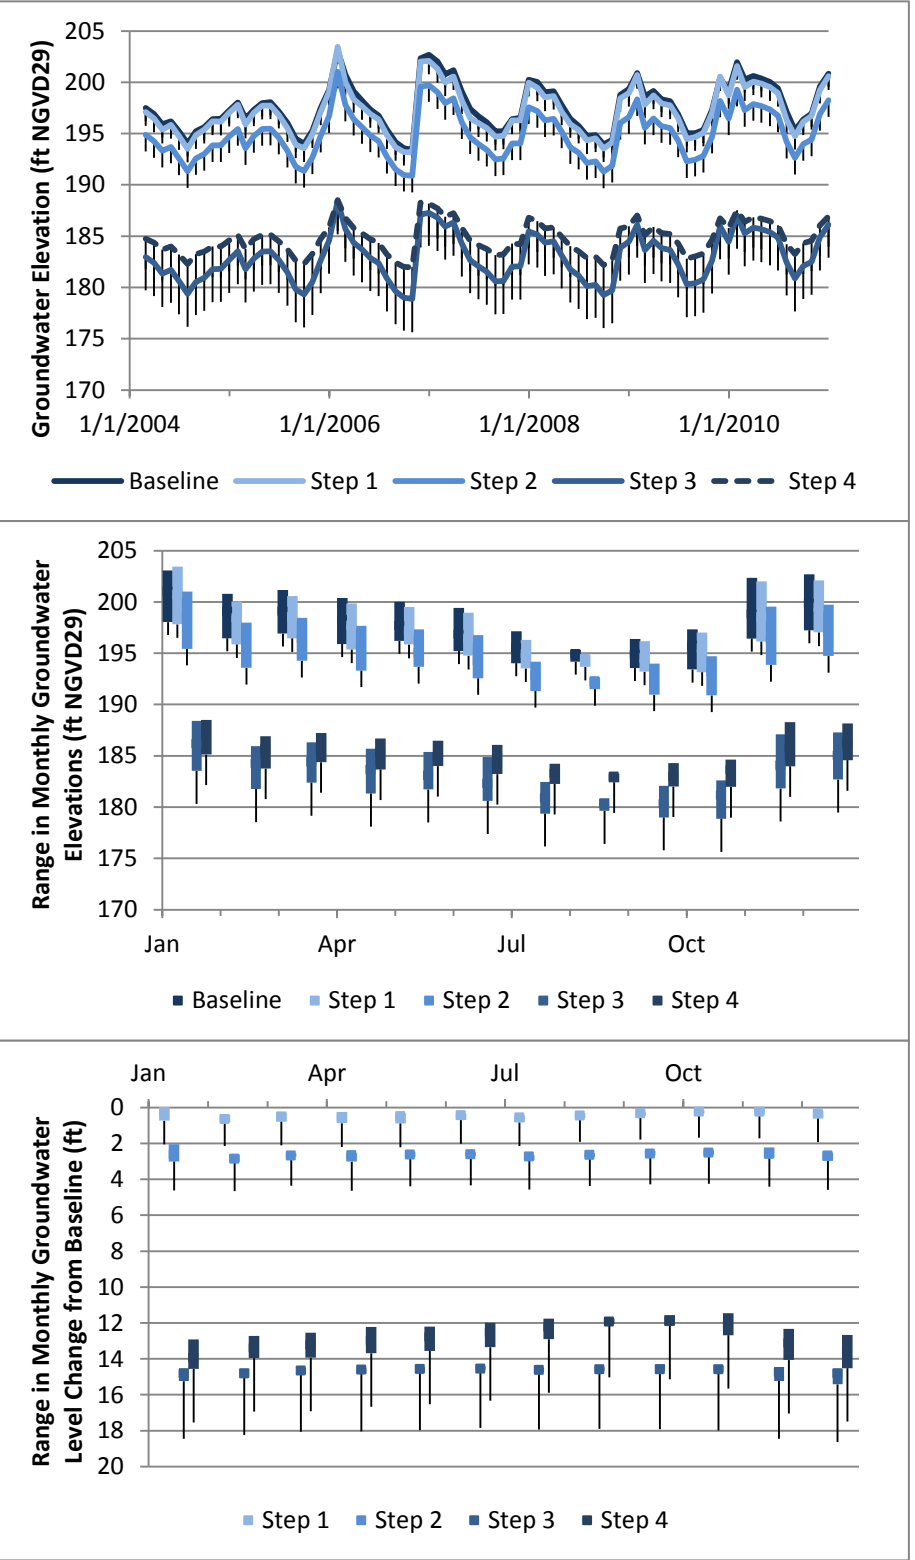 Groundwater Elevation (ft NGVD29)
205
200
195
190
185
180
175
170
1/1/2004 1/1/2006 1/1/2008 1/1/2010
Baseline Step 1 Step 2 Step 3 Step 4
Range in Monthly Groundwater
Elevations (ft NGVD29)
205
200
195
190
185
180
175
170
Jan Apr Jul Oct
Baseline Step 1 Step 2 Step 3 Step 4
Range in Monthly Groundwater
Level Change from Baseline (ft)
Jan Apr Jul Oct
0
2
4
6
8
10
12
14
16
18
20
Step 1 Step 2 Step 3 Step 4